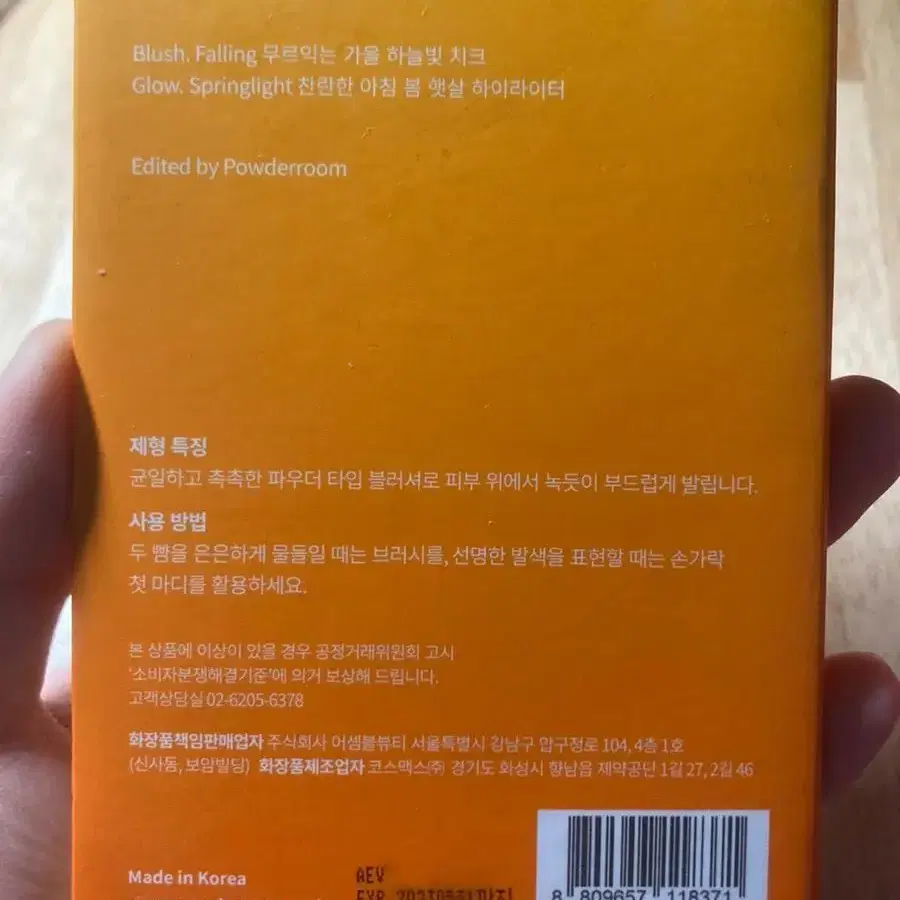 Blush. Falling 무르익는 가을 하늘빛 치크
Glow. Springlight 찬란한 아침 봄 햇살 하이라이터
Edited by Powderroom
제형 특징
균일하고 촉촉한 파우더 타입 블러셔로 피부 위에서 녹듯이 부드럽게 발립니다.
사용 방법
두 뺨을 은은하게 물들일 때는 브러시를, 선명한 발색을 표현할 때는 손가락
첫 마디를 활용하세요.
본 상품에 이상이 있을 경우 공정거래위원회 고시
'소비자분쟁해결기준'에 의거 보상해 드립니다.
고객상담실 02-6205-6378
화장품책임판매업자 주식회사 어셈블뷰티 서울특별시 강남구 압구정로 104, 4층 1호
(신사동, 보암빌딩) 화장품제조업자 코스맥스㈜ 경기도 화성시 향남읍 제약공단 1길 27, 2길 46
Made in Korea
AEV
EXP
8 809657 118371